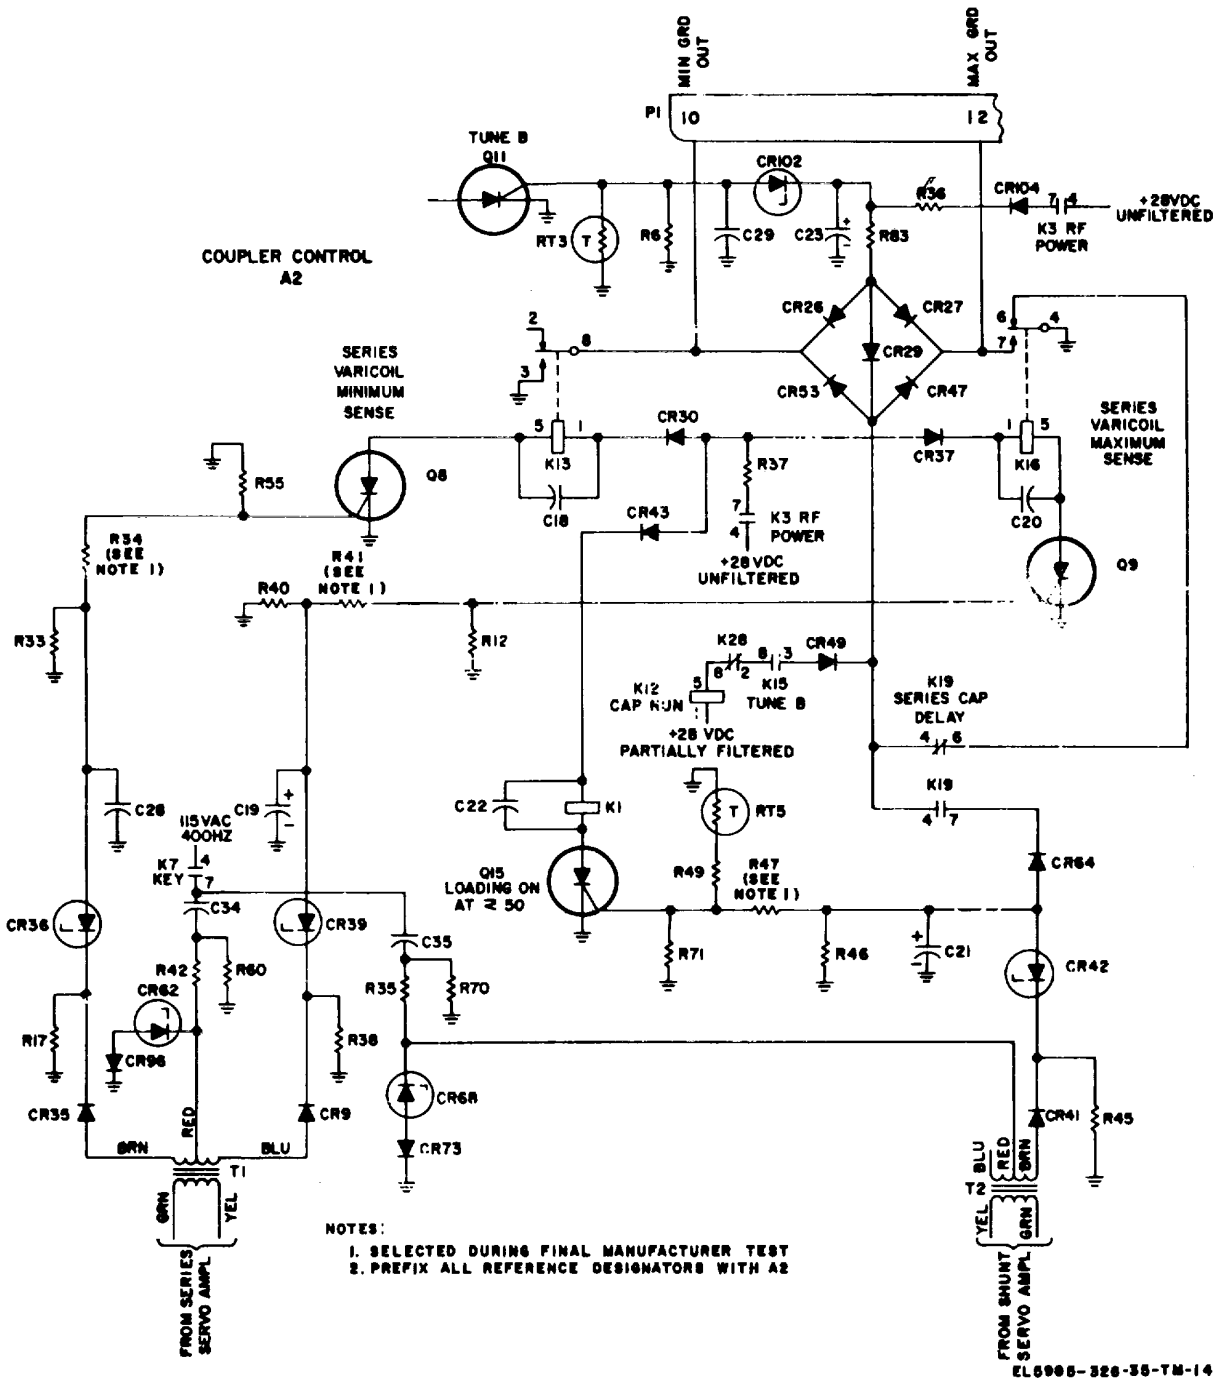 MIN GRD
OUT
MAX GRD
OUT
P1
10
12
TUNE B
Q11
CR102
R36
CR104
7 4
+28VDC
UNFILTERED
K3 RF
POWER
RT3
T
R6
C29
C23
+
-
R83
COUPLER CONTROL
A2
CR26
CR27
CR29
CR53
CR47
2
3
8
6
7
4
SERIES
VARICOIL
MINIMUM
SENSE
SERIES
VARICOIL
MAXIMUM
SENSE
5
1
K13
C18
CR30
R37
CR37
1
5
K16
C20
Q8
R55
CR43
7
4
K3 RF
POWER
+28VDC
UNFILTERED
Q9
R34
(SEE
NOTE 1)
R41
(SEE
NOTE 1)
R40
R33
R12
K28
8 2
8 3
K15
TUNE B
CR49
K12
CAP RUN
5
+28 VDC
PARTIALLY FILTERED
K19
SERIES CAP
DELAY
4 6
K19
4 7
C28
C19
+
-
115VAC
400HZ
K7
KEY
4
7
C34
C22
K1
T
RT5
R49
R47
(SEE
NOTE 1)
Q15
LOADING ON
AT ≷ 50
CR64
CR36
CR39
C35
R42
R60
R35
R70
R71
R46
C21
+
-
CR42
CR62
CR96
R17
R38
CR68
CR73
CR35
CR9
CR41
R45
BRN
RED
BLU
T1
GRN
YEL
BLU
RED
BRN
T2
YEL
GRN
FROM SERIES
SERVO AMPL
FROM SHUNT
SERVO AMPL
NOTES:
1. SELECTED DURING FINAL MANUFACTURER TEST
2. PREFIX ALL REFERENCE DESIGNATORS WITH A2
EL5985-326-35-TM-14